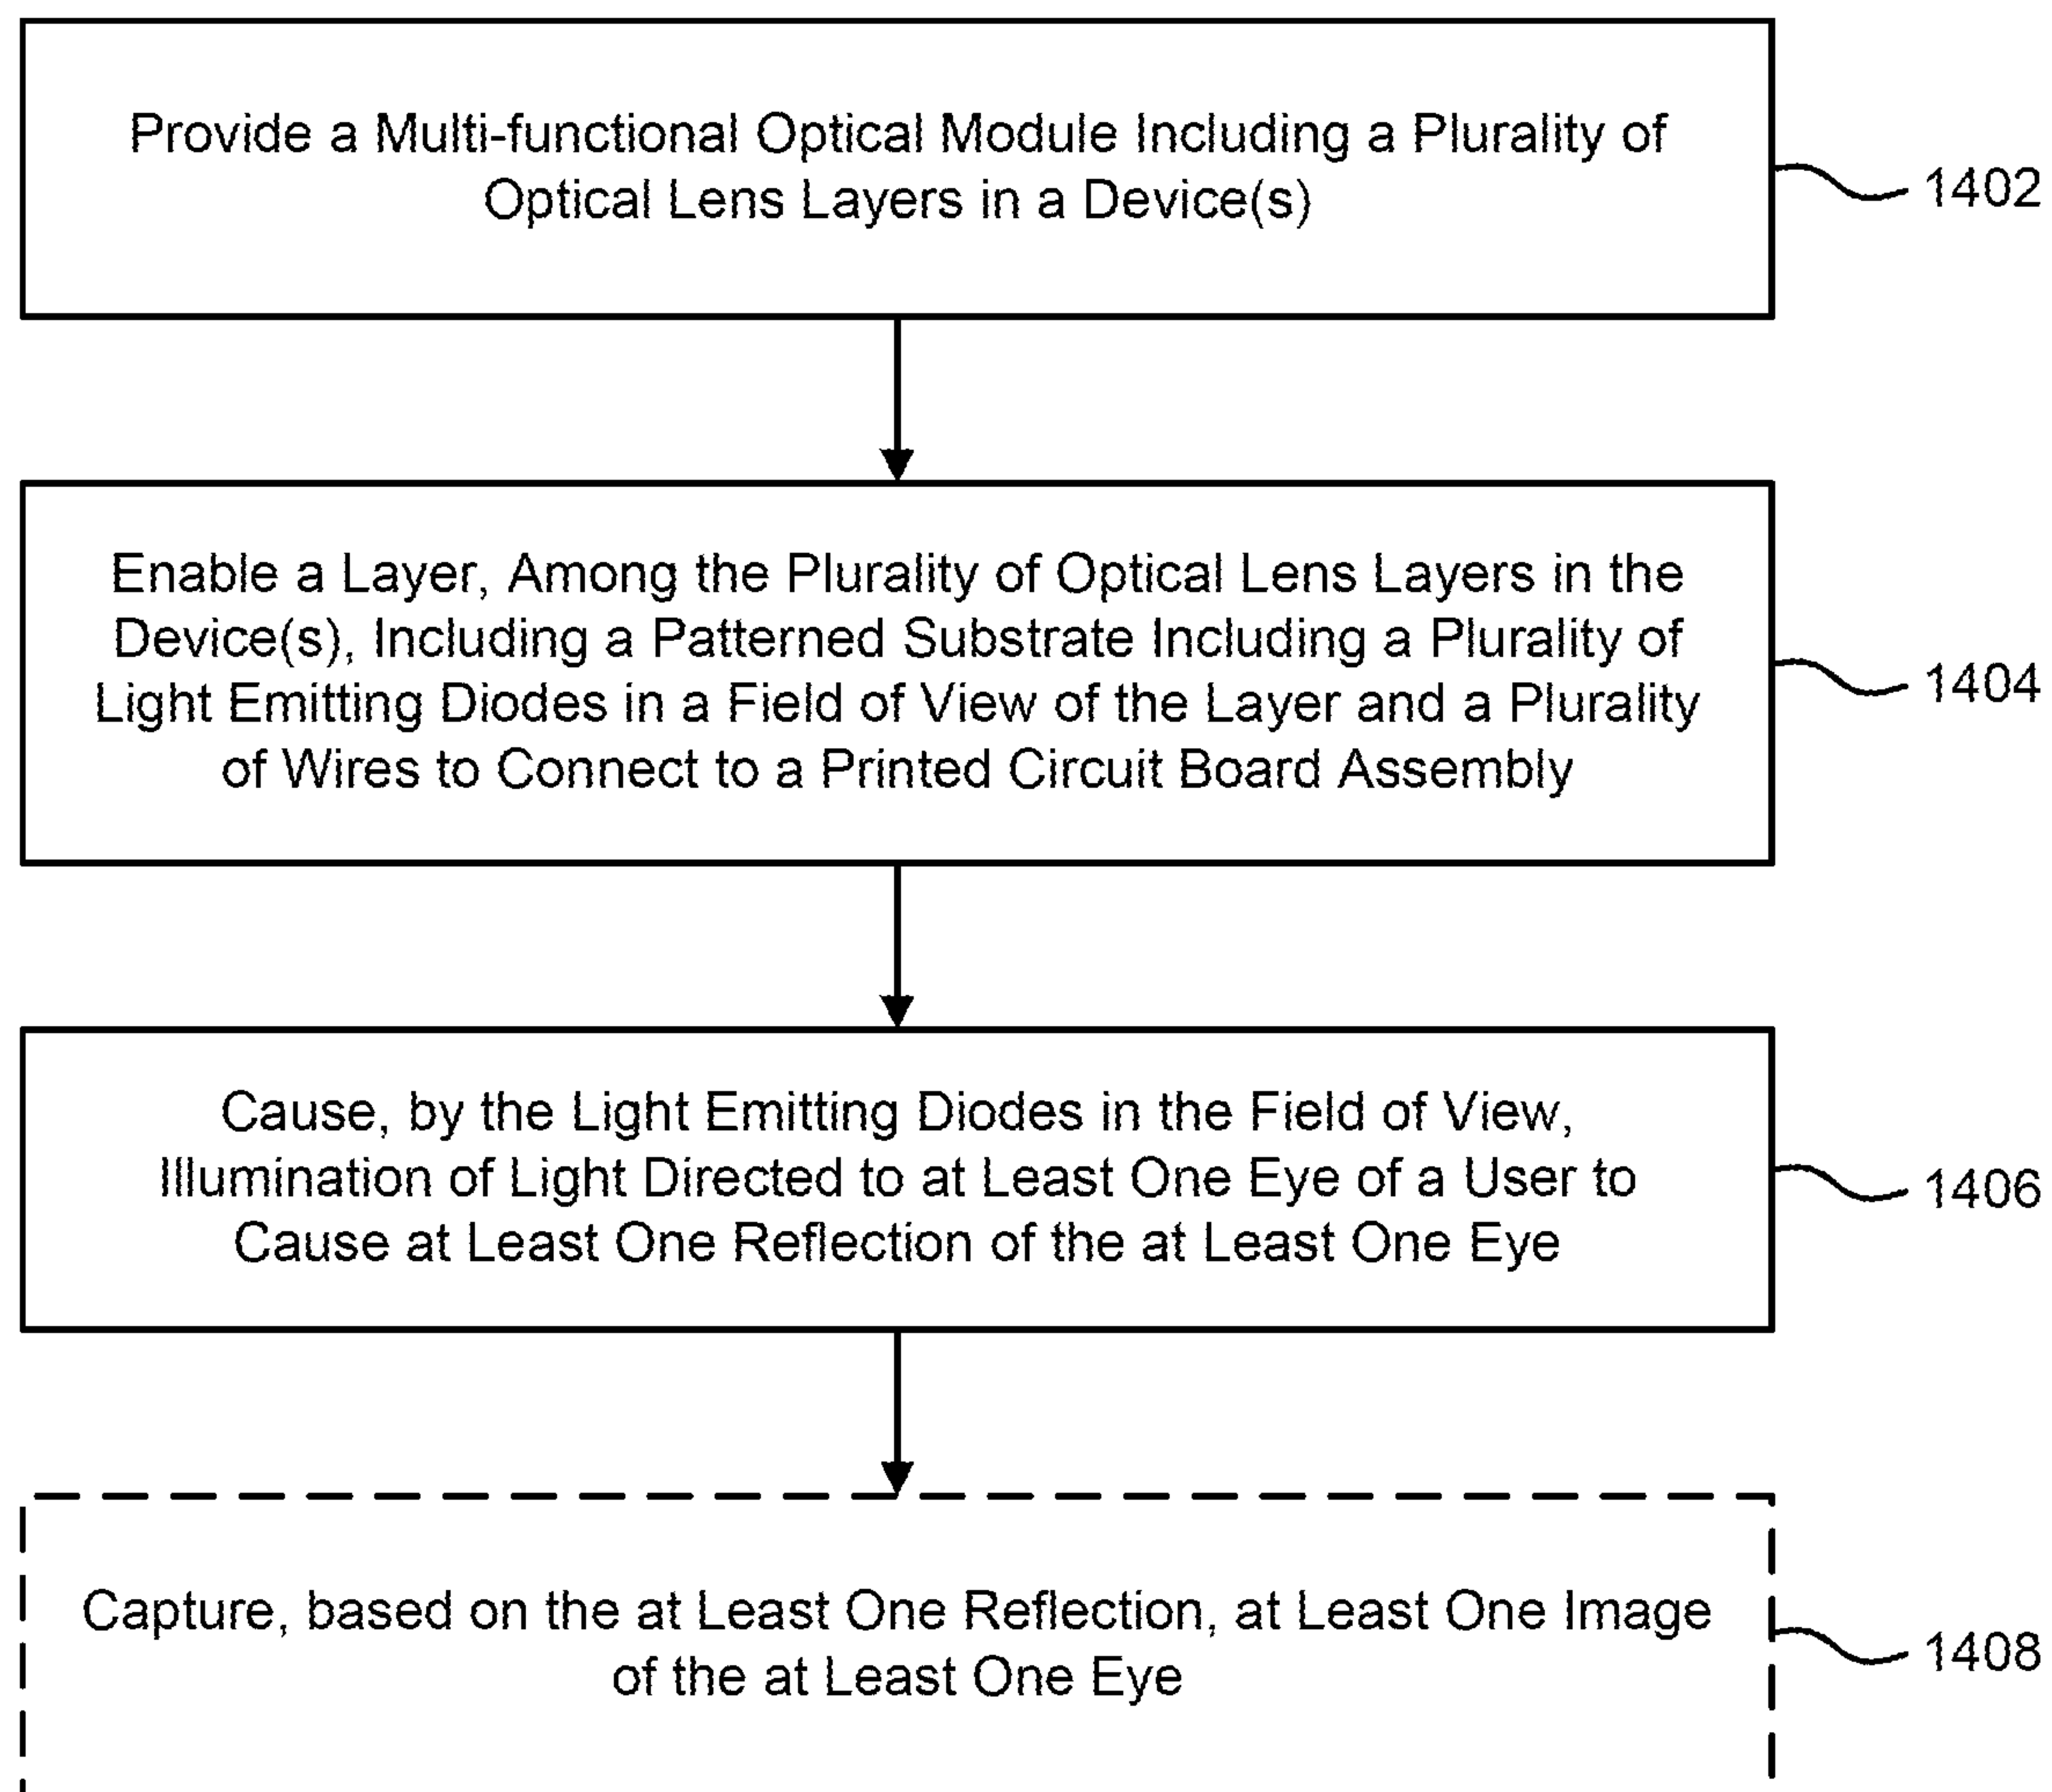 Provide a Multi-functional Optical Module Including a Plurality of
Optical Lens Layers in a Device(s)
1402
Enable a Layer, Among the Plurality of Optical Lens Layers in the
Device(s), Including a Patterned Substrate Including a Plurality of
Light Emitting Diodes in a Field of View of the Layer and a Plurality
of Wires to Connect to a Printed Circuit Board Assembly
1404
Cause, by the Light Emitting Diodes in the Field of View,
Illumination of Light Directed to at Least One Eye of a User to
Cause at Least One Reflection of the at Least One Eye
1406
Capture, based on the at Least One Reflection, at Least One Image
of the at Least One Eye
1408